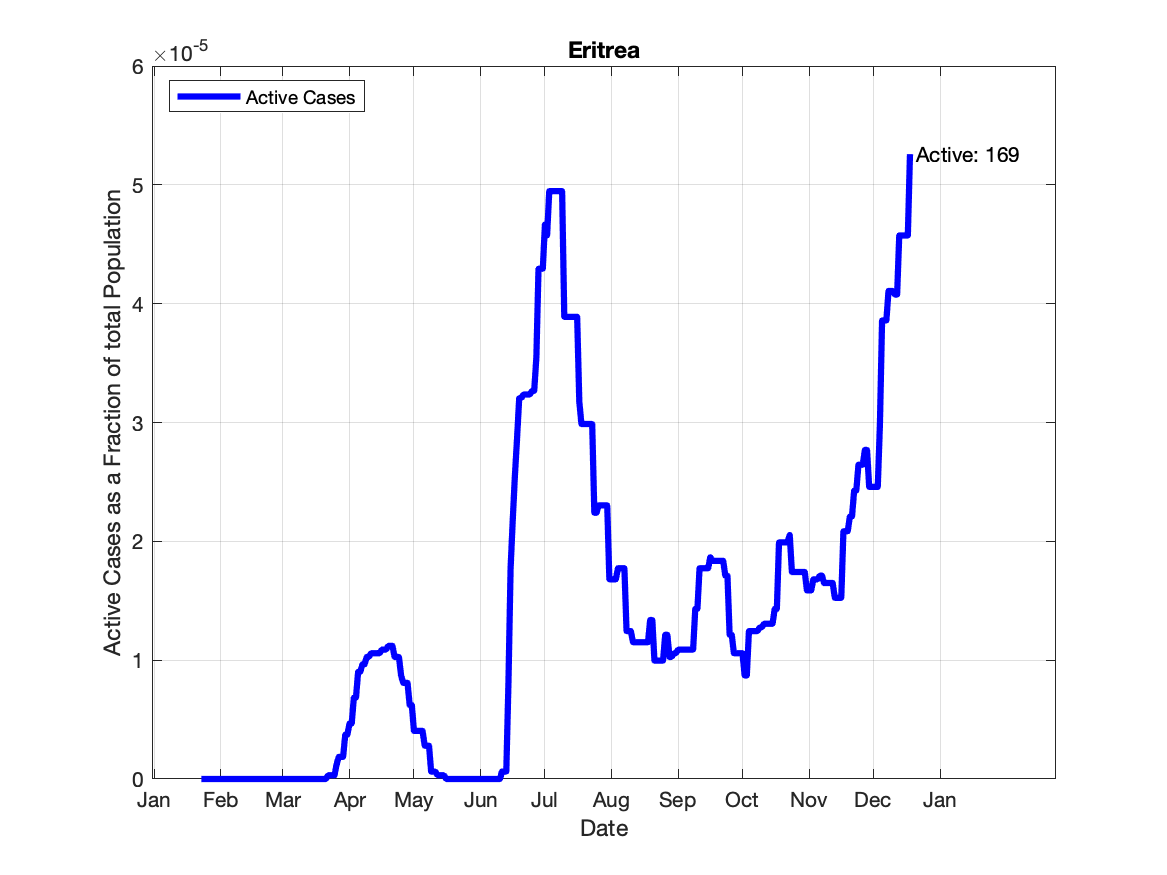 Eritrea
×10-5
Active Cases
Active: 169
6
5
4
3
2
1
0
Active Cases as a Fraction of total Population
Jan Feb Mar Apr May Jun Jul Aug Sep Oct Nov Dec Jan
Date